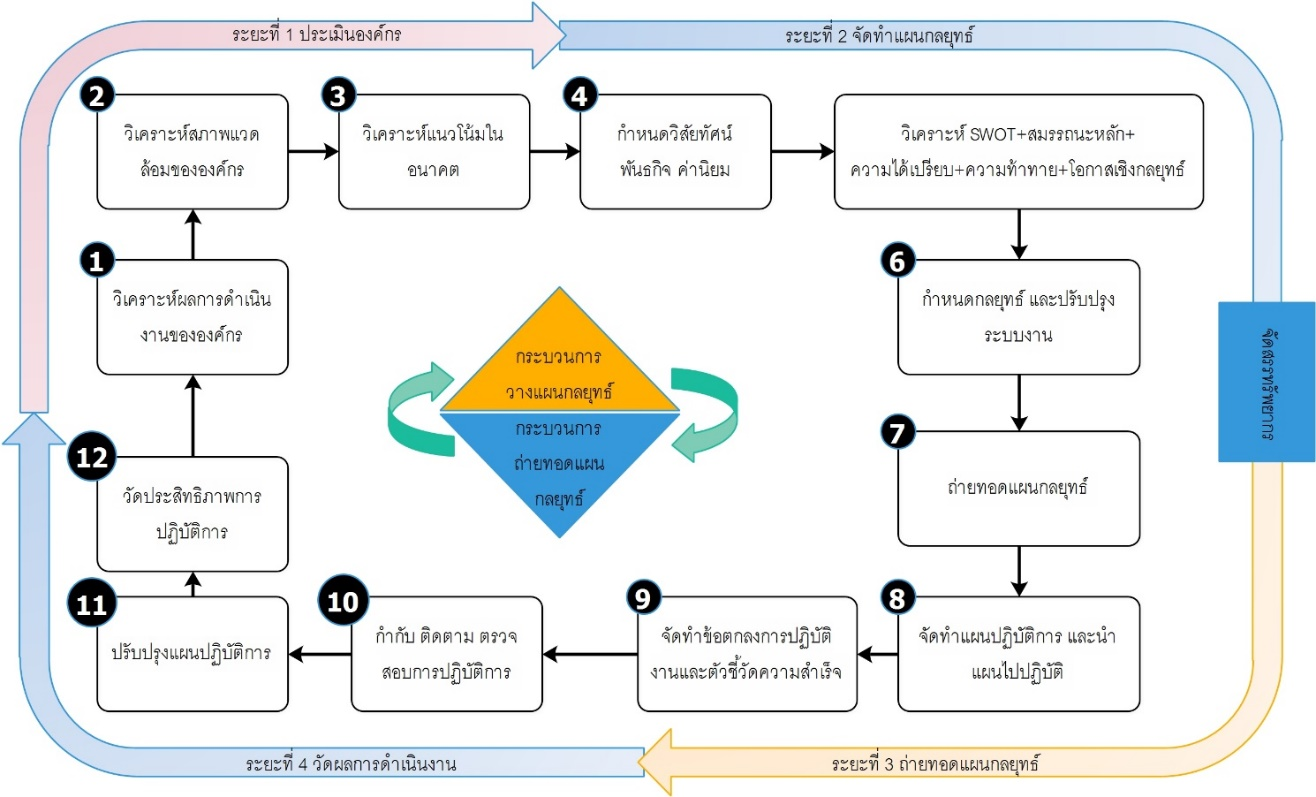 ระยะที่ 1 ประเมินองค์กร
ระยะที่ 2 จัดทำแผนกลยุทธ์
2
วิเคราะห์สภาพแวด
ล้อมขององค์กร
3
วิเคราะห์แนวโน้มใน
อนาคต
4
กำหนดวิสัยทัศน์
พันธกิจ ค่านิยม
วิเคราะห์ SWOT+สมรรถนะหลัก+
ความได้เปรียบ+ความท้าทาย+โอกาสเชิงกลยุทธ์
1
วิเคราะห์ผลการดำเนิน
งานขององค์กร
6
กำหนดกลยุทธ์ และปรับปรุง
ระบบงาน
จัดสรรทรัพยากร
กระบวนการ
วางแผนกลยุทธ์
กระบวนการ
ถ่ายทอดแผน
กลยุทธ์
7
ถ่ายทอดแผนกลยุทธ์
12
วัดประสิทธิภาพการ
ปฏิบัติการ
11
ปรับปรุงแผนปฏิบัติการ
10
กำกับ ติดตาม ตรวจ
สอบการปฏิบัติการ
9
จัดทำข้อตกลงการปฏิบัติ
งานและตัวชี้วัดความสำเร็จ
8
จัดทำแผนปฏิบัติการ และนำ
แผนไปปฏิบัติ
ระยะที่ 4 วัดผลการดำเนินงาน
ระยะที่ 3 ถ่ายทอดแผนกลยุทธ์